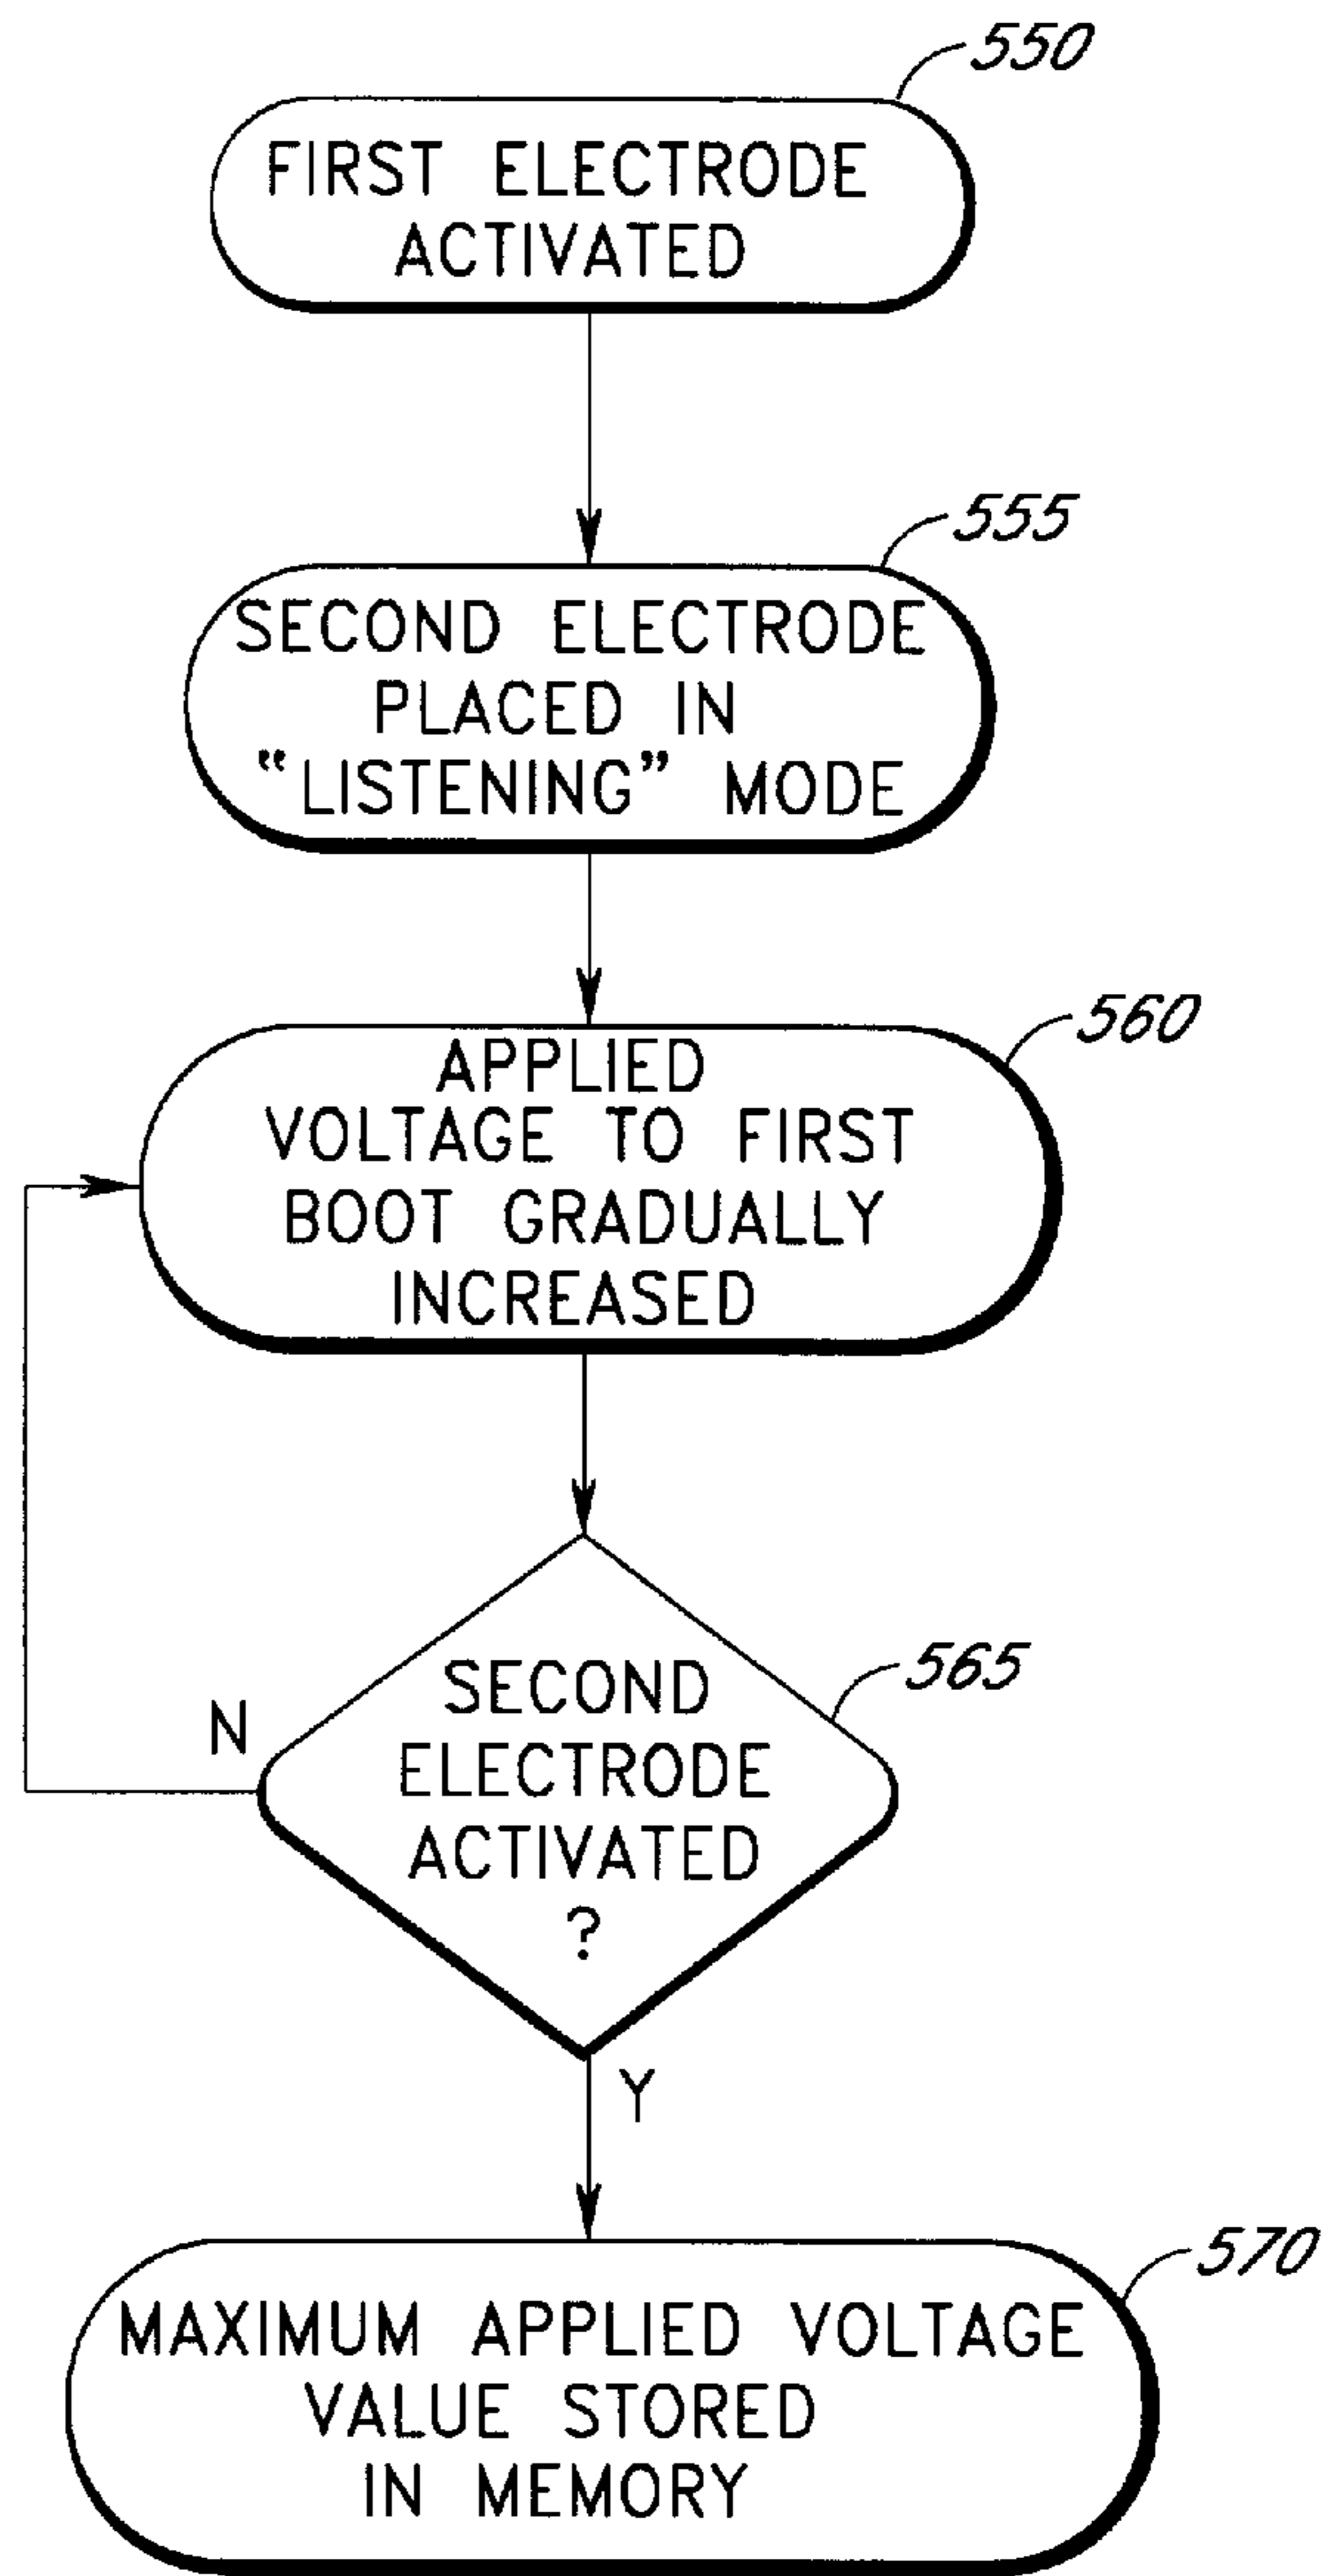 550
FIRST ELECTRODE
ACTIVATED
555
SECOND ELECTRODE
PLACED IN
“LISTENING” MODE
560
APPLIED
VOLTAGE TO FIRST
BOOT GRADUALLY
INCREASED
565
SECOND
ELECTRODE
ACTIVATED
?
N
Y
570
MAXIMUM APPLIED VOLTAGE
VALUE STORED
IN MEMORY